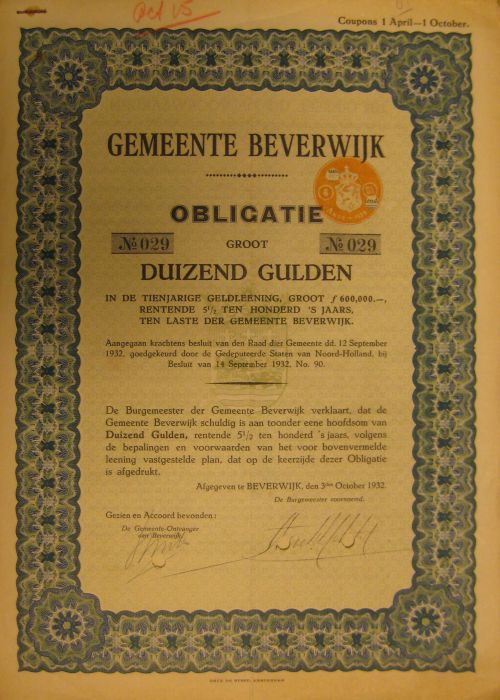 Oct 15
Coupons 1 April—1 October.
GEMEENTE BEVERWIJK
OBLIGATIE
№ 029 GROOT № 029
DUIZEND GULDEN
IN DE TIENJARIGE GELDLEENING, GROOT ƒ 600,000.—,
RENTENDE 5½ TEN HONDERD 'S JAARS,
TEN LASTE DER GEMEENTE BEVERWIJK.
Aangegaan krachtens besluit van den Raad dier Gemeente dd. 12 September
1932, goedgekeurd door de Gedeputeerde Staten van Noord-Holland, bij
Besluit van 14 September 1932, No. 90.
De Burgemeester der Gemeente Beverwijk verklaart, dat de
Gemeente Beverwijk schuldig is aan toonder eene hoofdsom van
Duizend Gulden, rentende 5½ ten honderd 's jaars, volgens
de bepalingen en voorwaarden van het voor bovenvermelde
leening vastgestelde plan, dat op de keerzijde dezer Obligatie
is afgedrukt.
Afgegeven te BEVERWIJK, den 3den October 1932.
De Burgemeester voornoemd.
Gezien en Accoord bevonden:
De Gemeente-Ontvanger
der Beverwijk